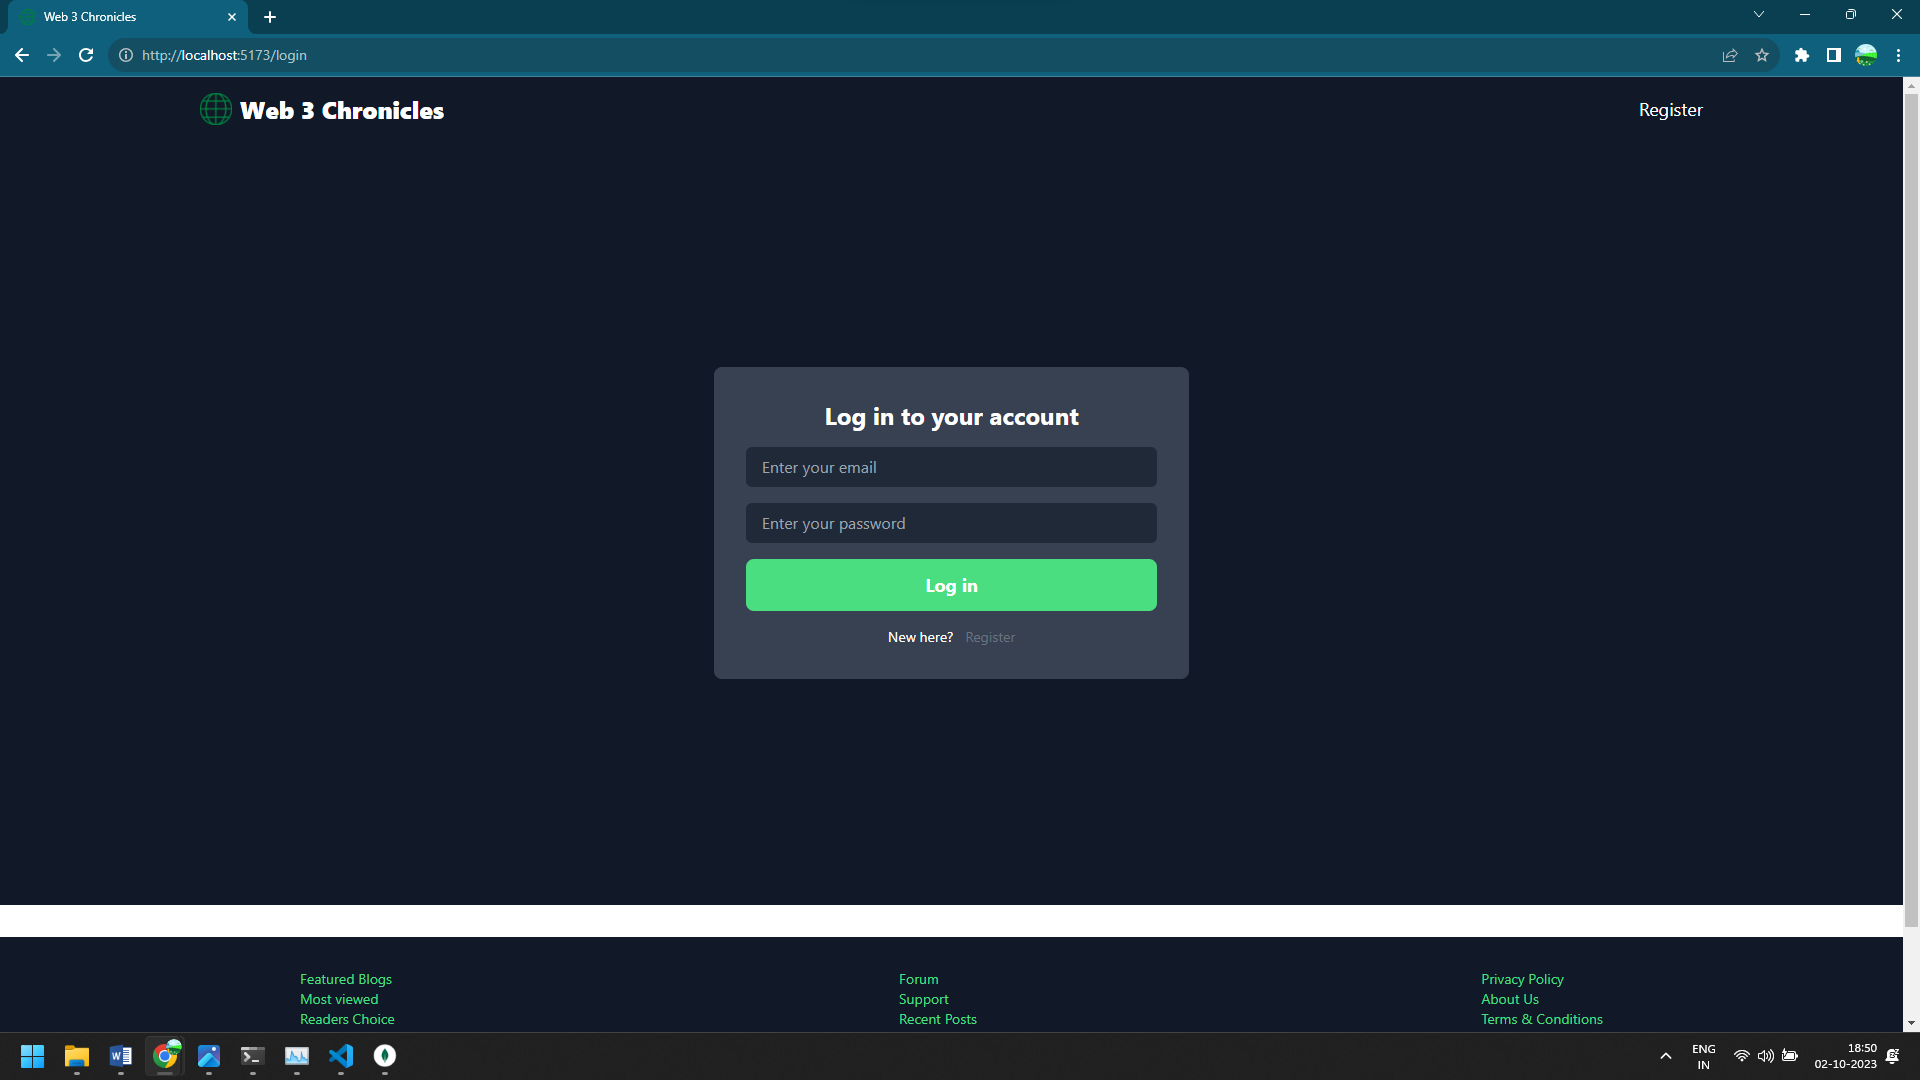 Web 3 Chronicles
http://localhost:5173/login
Web 3 Chronicles
Register
Log in to your account
Enter your email
Enter your password
Log in
New here? Register
Featured Blogs
Most viewed
Readers Choice
Forum
Support
Recent Posts
Privacy Policy
About Us
Terms & Conditions
ENG
IN
18:50
02-10-2023